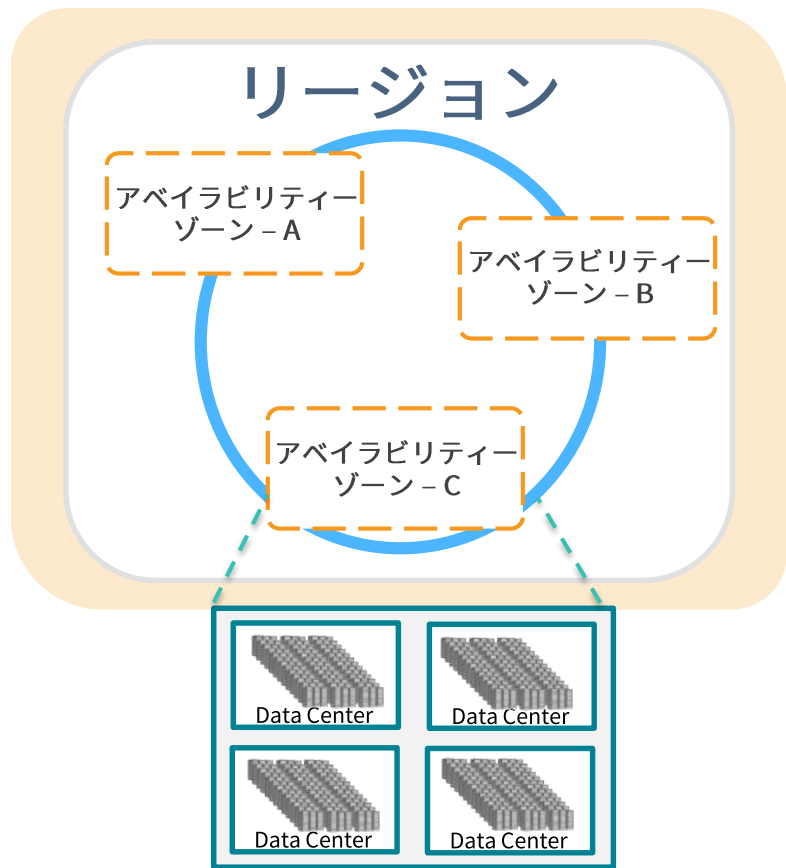 リージョン
アベイラビリティー
ゾーン – A
アベイラビリティー
ゾーン – B
アベイラビリティー
ゾーン – C
Data Center
Data Center
Data Center
Data Center